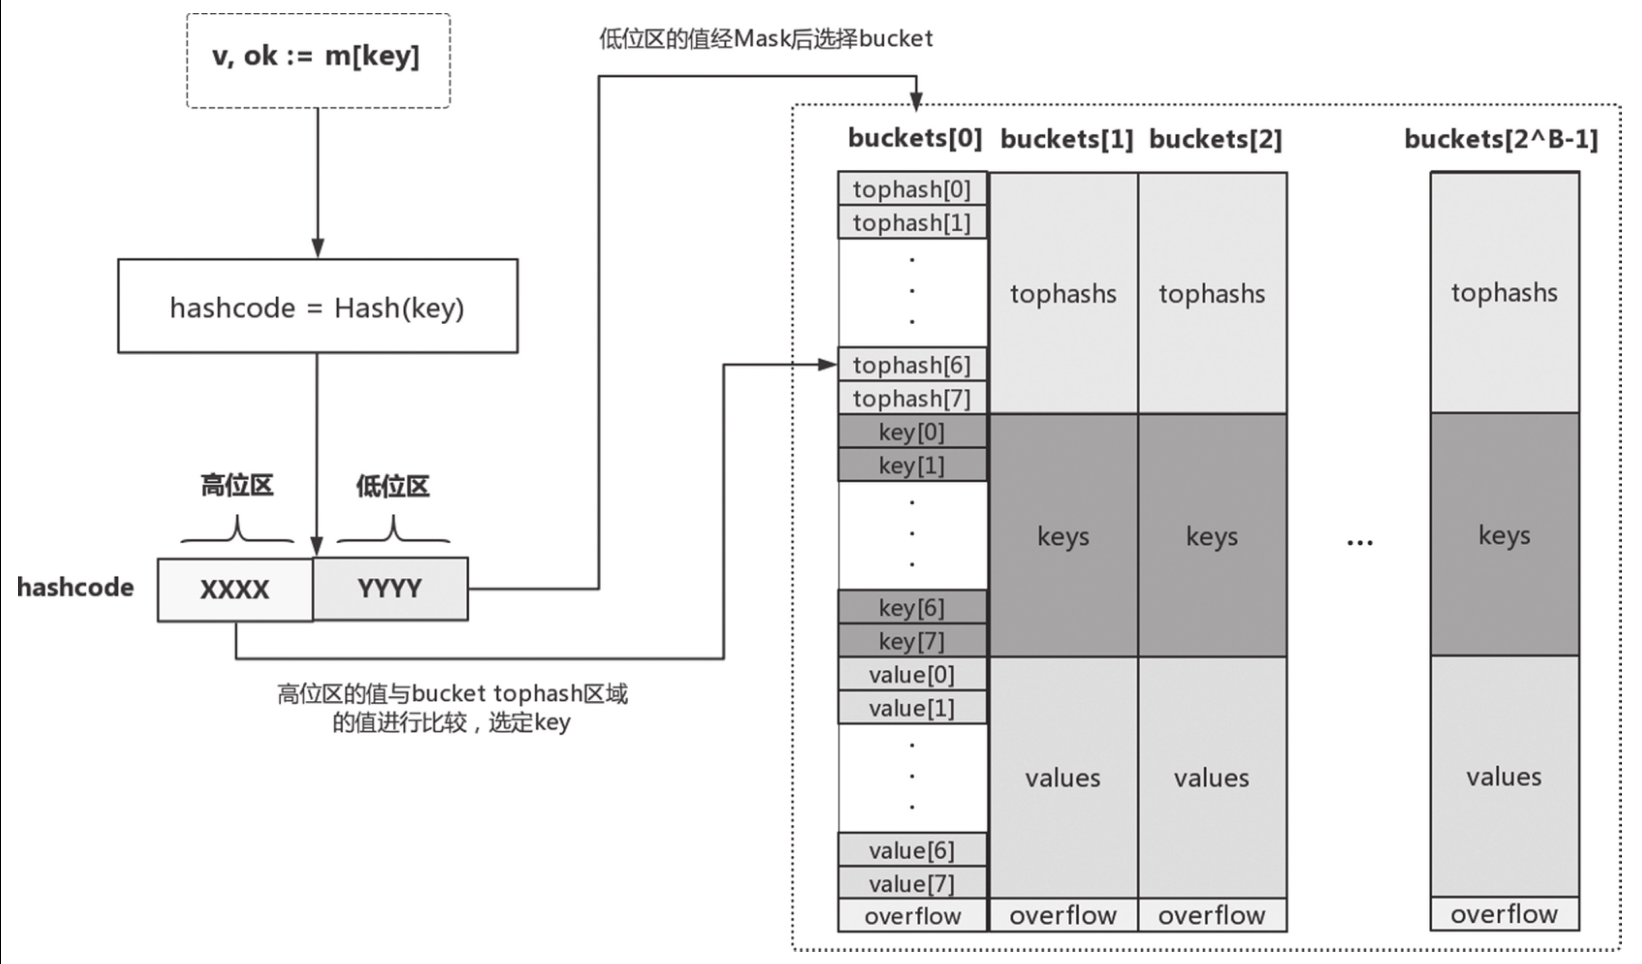 v, ok := m[key]
低位区的值经Mask后选择bucket
hashcode = Hash(key)
高位区
低位区
hashcode
XXXX
YYYY
高位区的值与bucket tophash区域
的值进行比较，选定key
buckets[0]
buckets[1]
buckets[2]
buckets[2^B-1]
tophash[0]
tophash[1]
.
.
.
tophash[6]
tophash[7]
key[0]
key[1]
.
.
.
key[6]
key[7]
value[0]
value[1]
.
.
.
value[6]
value[7]
overflow
tophashs
keys
values
overflow
tophashs
keys
values
overflow
...
tophashs
keys
values
overflow